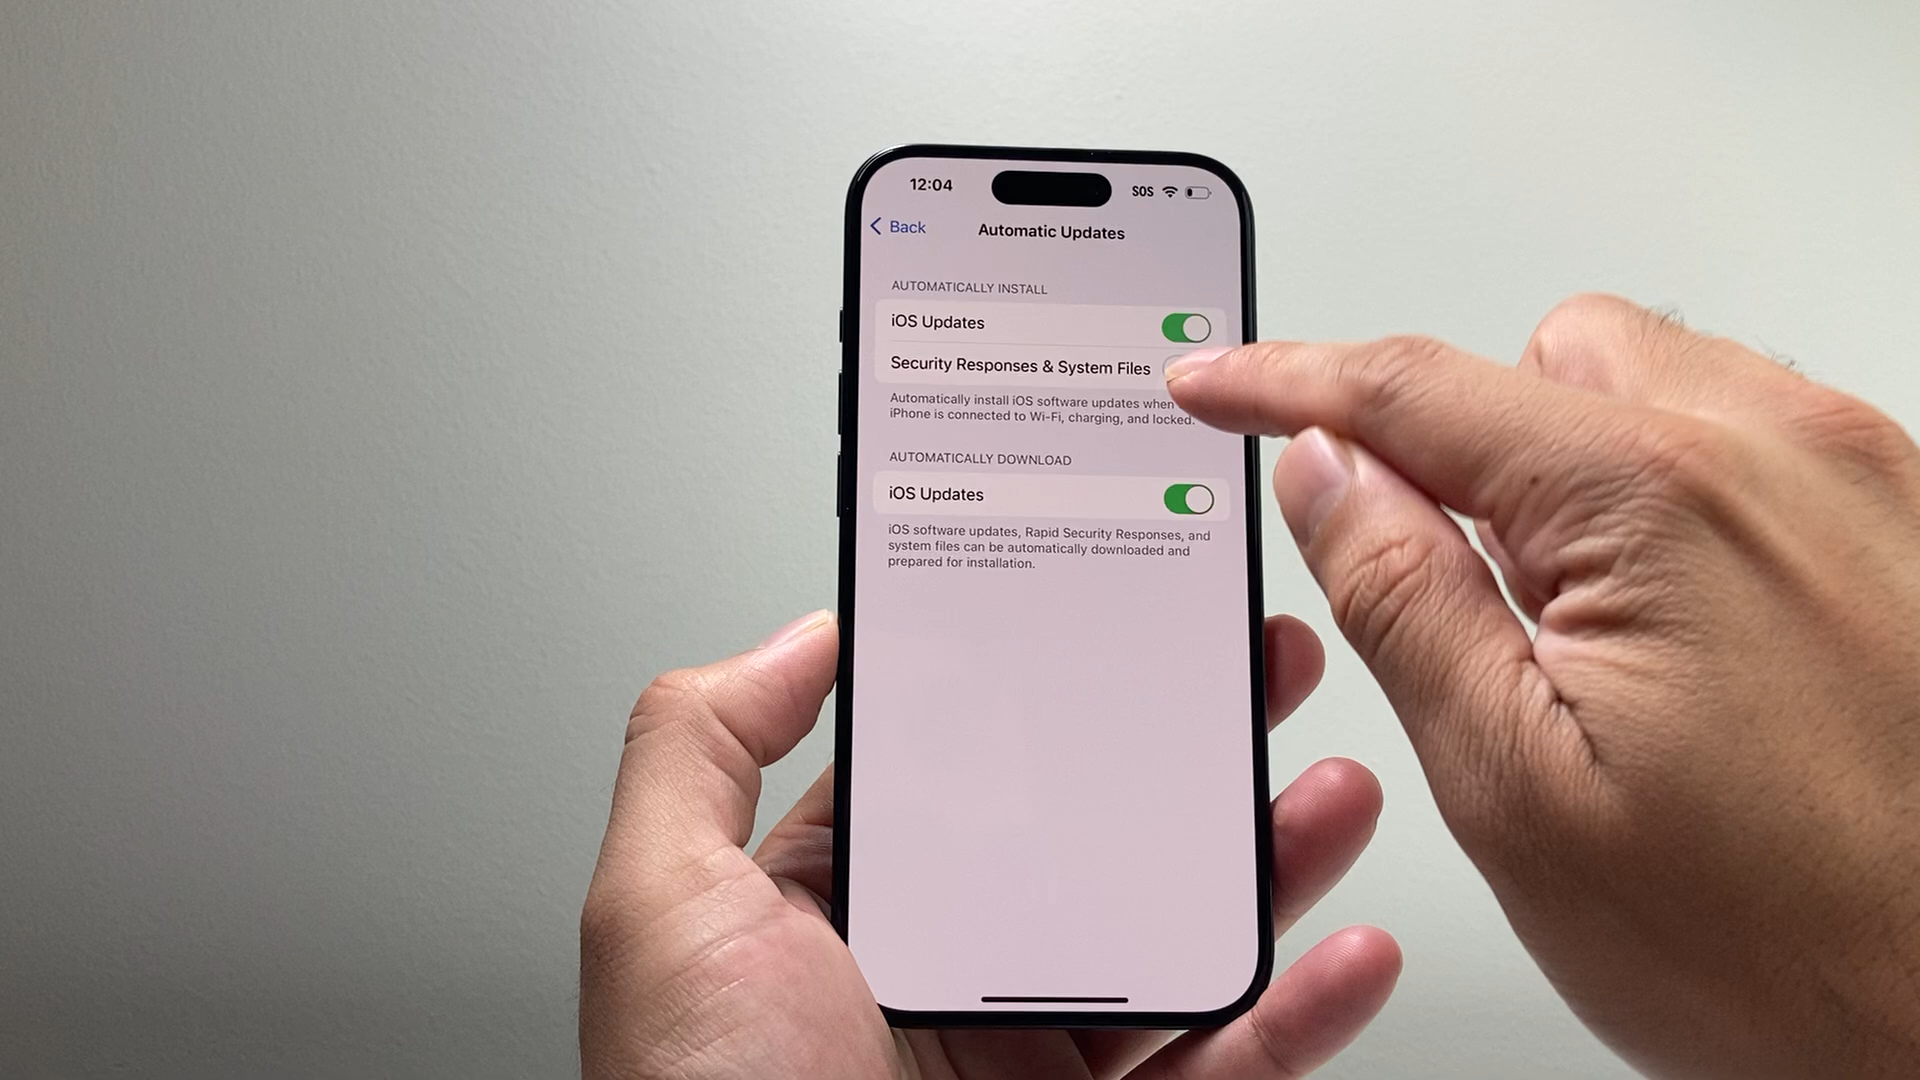 12:04
SOS
Back
Automatic Updates
AUTOMATICALLY INSTALL
iOS Updates
Security Responses & System Files
Automatically install iOS software updates when
iPhone is connected to Wi-Fi, charging, and locked.
AUTOMATICALLY DOWNLOAD
iOS Updates
iOS software updates, Rapid Security Responses, and
system files can be automatically downloaded and
prepared for installation.